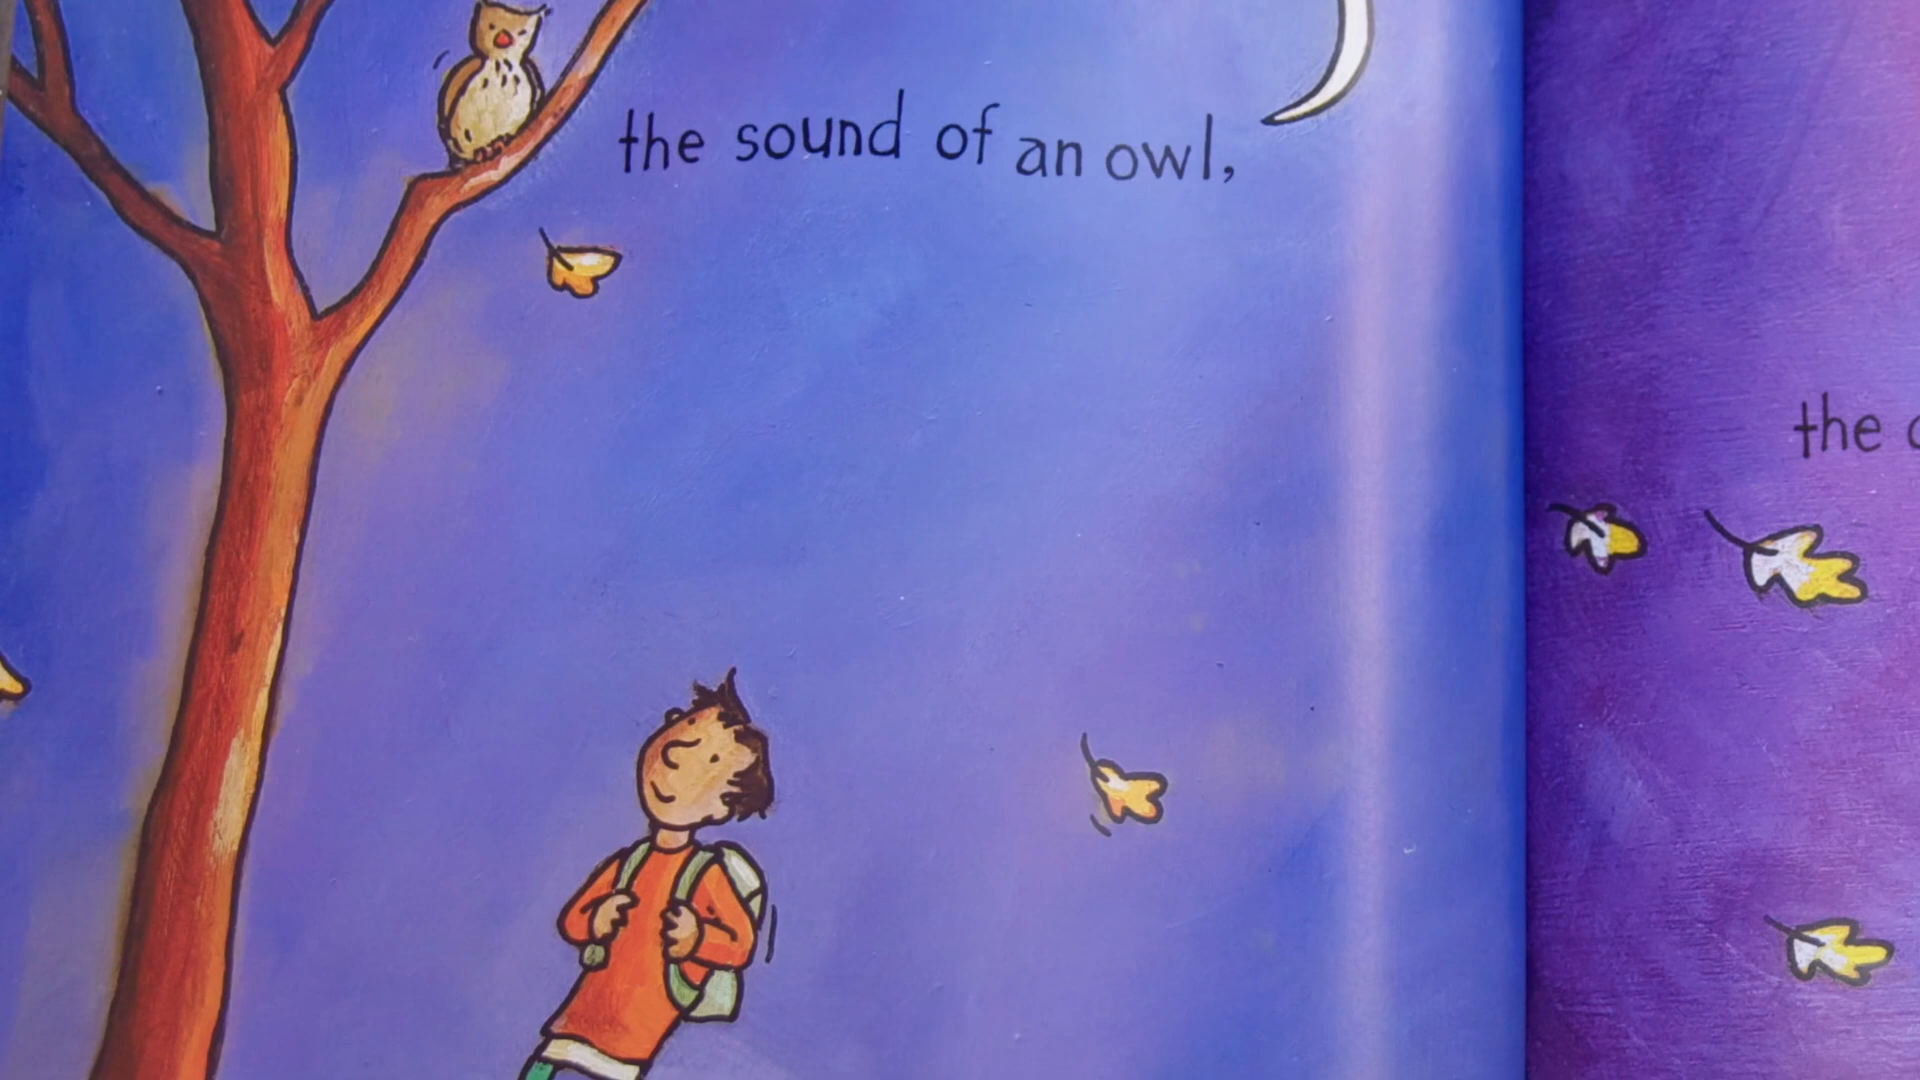 the sound of an owl,
the